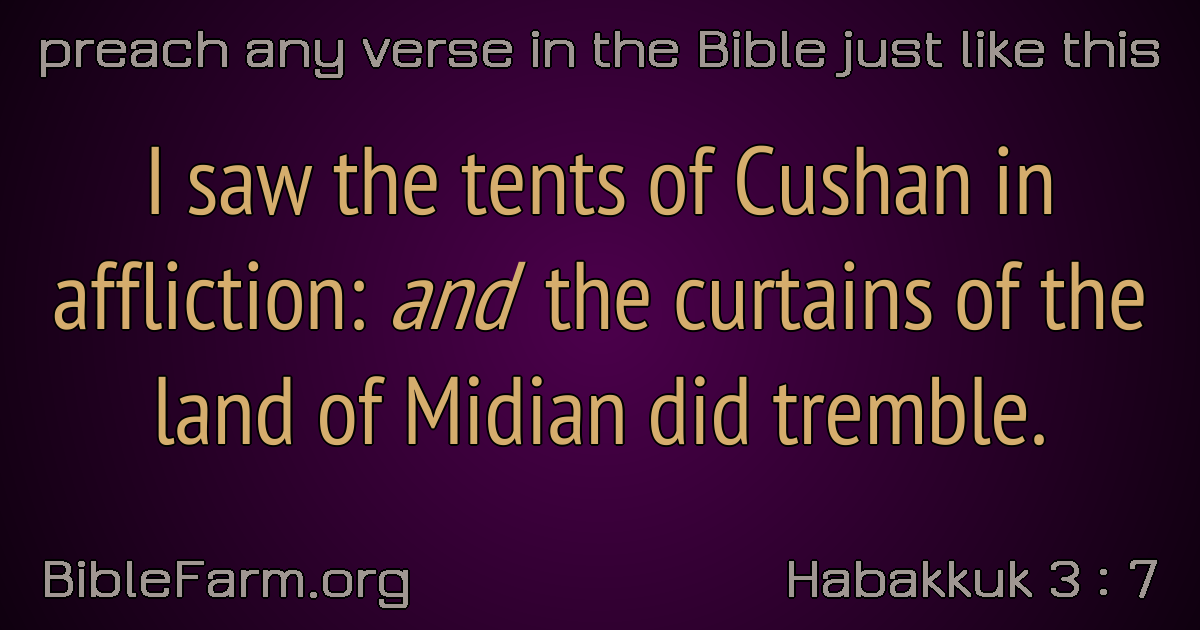 preach any verse in the Bible just like this
I saw the tents of Cushan in
affliction: and the curtains of the
land of Midian did tremble.
BibleFarm.org
Habakkuk 3 : 7